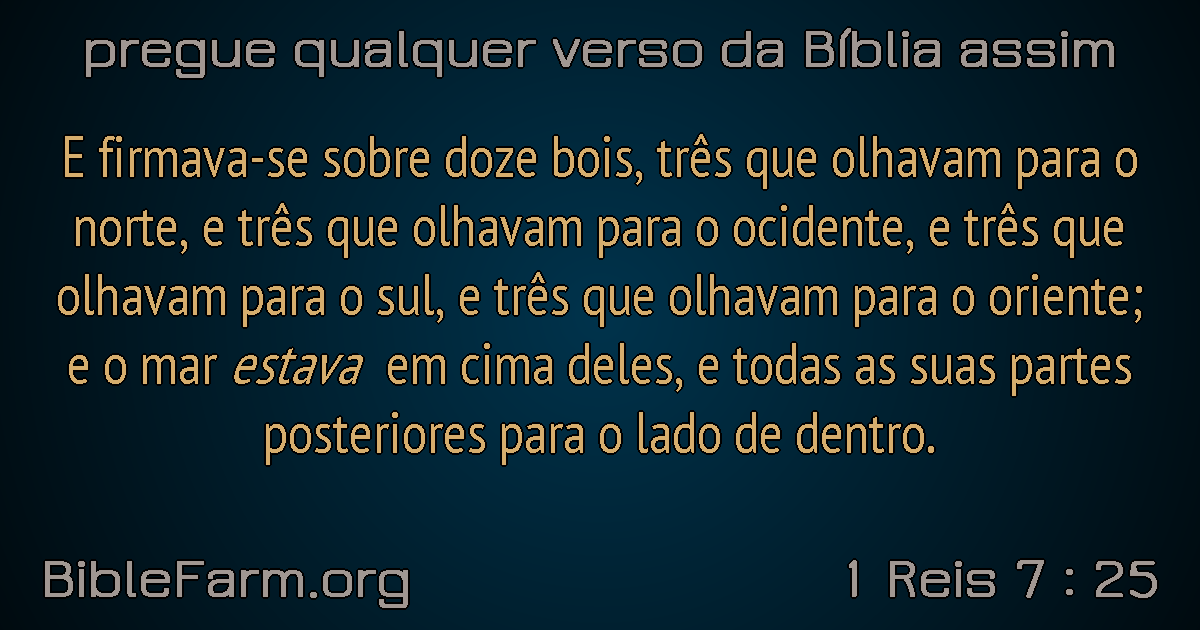 pregue qualquer verso da Bíblia assim
E firmava-se sobre doze bois, três que olhavam para o
norte, e três que olhavam para o ocidente, e três que
olhavam para o sul, e três que olhavam para o oriente;
e o mar estava em cima deles, e todas as suas partes
posteriores para o lado de dentro.
BibleFarm.org
1 Reis 7 : 25